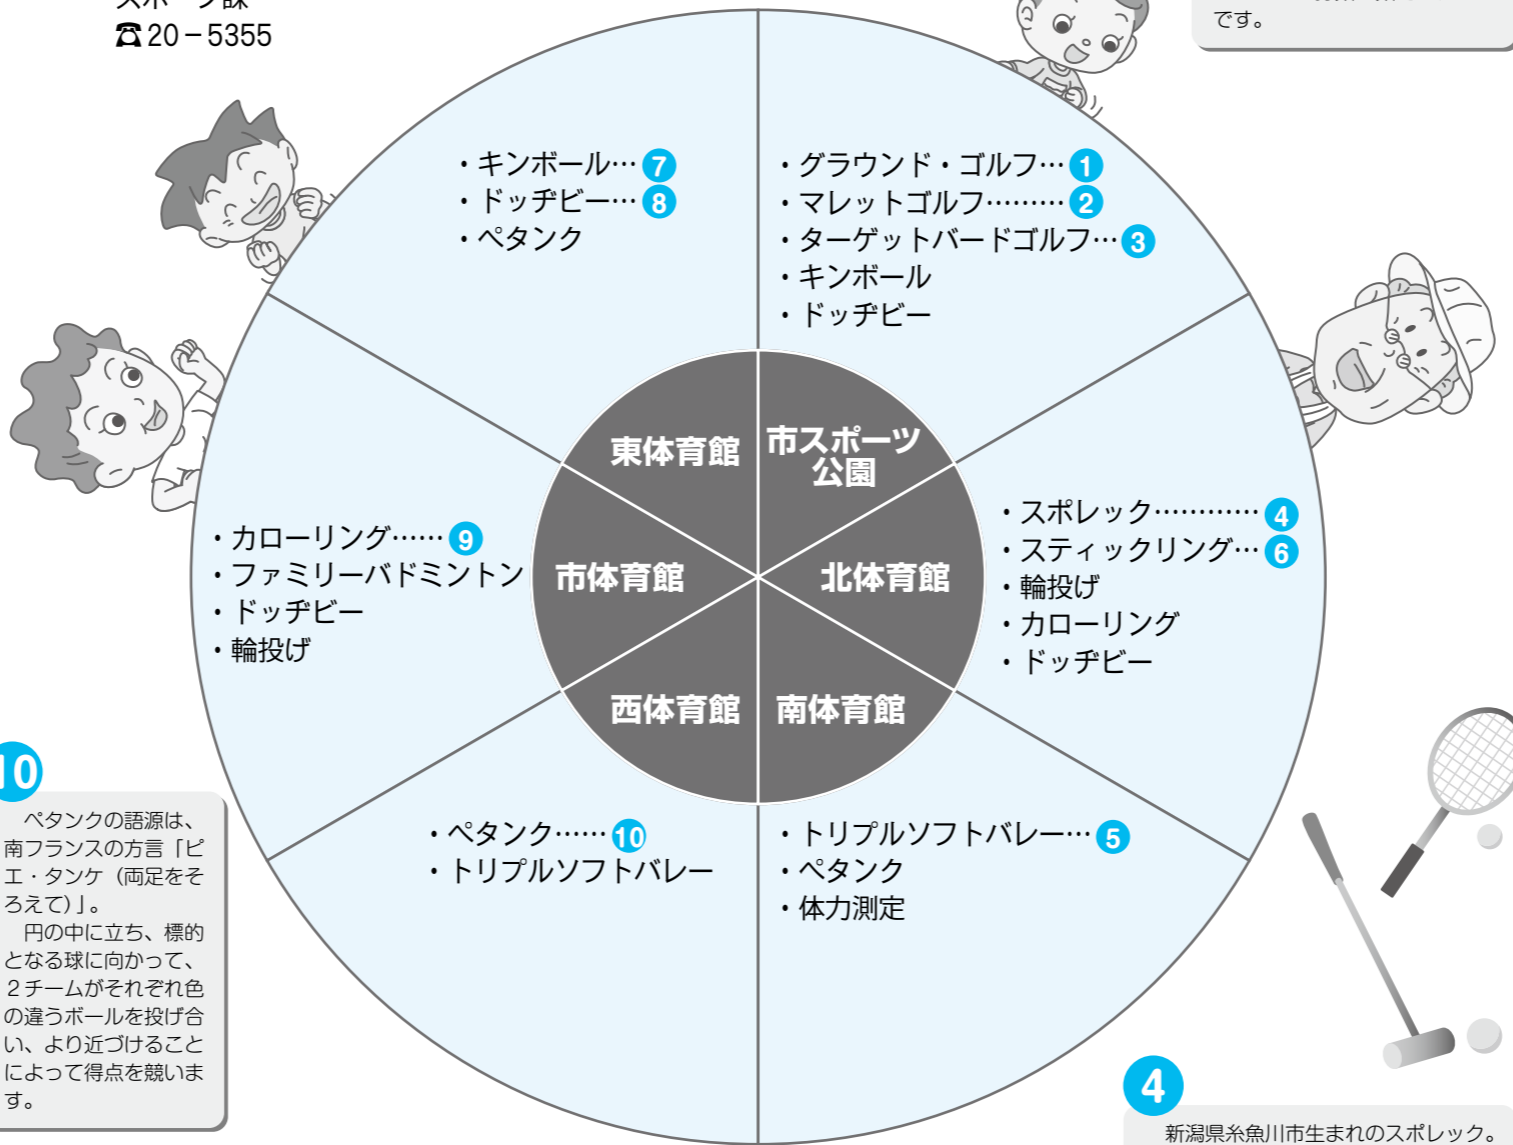 スポーツ課
☎20－5355
です。
・キンボール…7
・ドッヂビー…8
・ペタンク
・グラウンド・ゴルフ…1
・マレットゴルフ………2
・ターゲットバードゴルフ…3
・キンボール
・ドッヂビー
東体育館
市スポーツ
公園
・カローリング……9
・ファミリーバドミントン
・ドッヂビー
・輪投げ
市体育館
北体育館
・スポレック…………4
・スティックリング…6
・輪投げ
・カローリング
・ドッヂビー
西体育館
南体育館
・ペタンク……10
・トリプルソフトバレー
・トリプルソフトバレー…5
・ペタンク
・体力測定
10
ペタンクの語源は、
南フランスの方言「ピ
エ・タンケ（両足をそ
ろえて）」。
円の中に立ち、標的
となる球に向かって、
２チームがそれぞれ色
の違うボールを投げ合
い、より近づけること
によって得点を競いま
す。
4
新潟県糸魚川市生まれのスポレック。